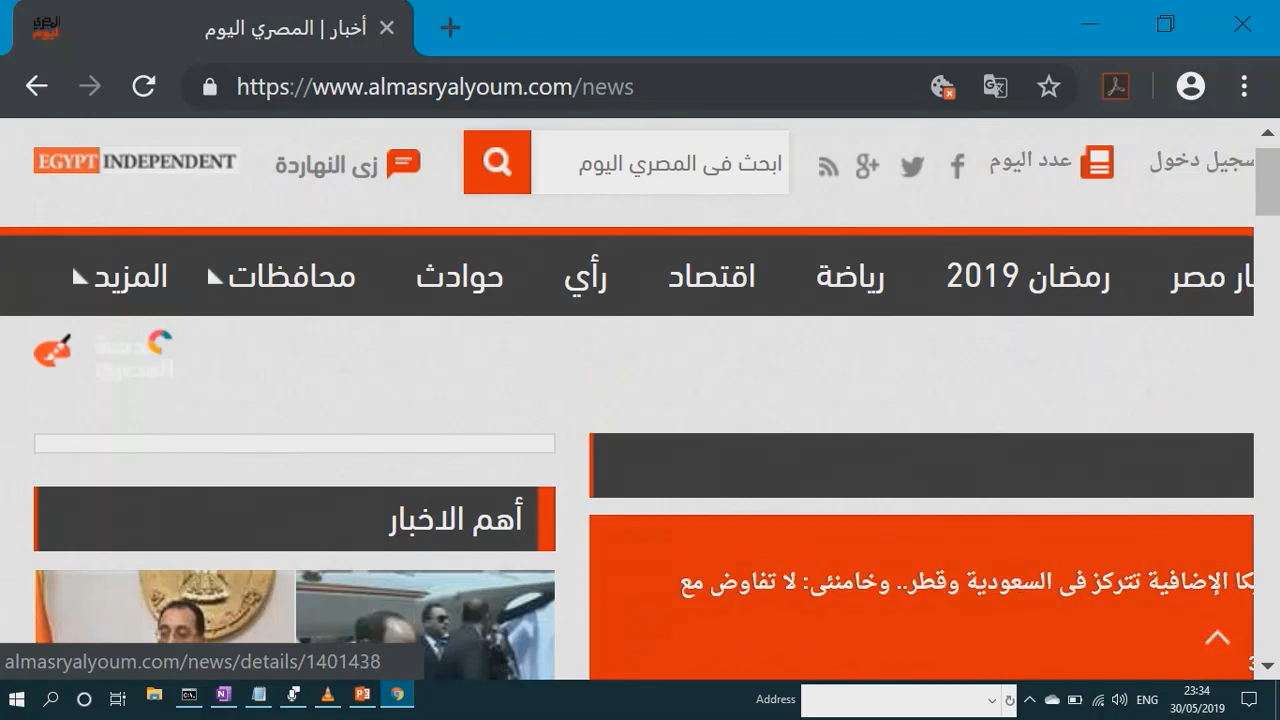 أخبار | المصري اليوم
https://www.almasryalyoum.com/news
EGYPT INDEPENDENT
زى النهاردة
ابحث فى المصري اليوم
عدد اليوم
سجيل دخول
ار مصر
رمضان 2019
رياضة
اقتصاد
رأي
حوادث
محافظات
المزيد
المصري
أهم الاخبار
كا الإضافية تتركز فى السعودية وقطر.. وخامنئى: لا تفاوض مع
almasryalyoum.com/news/details/1401438
Address
ENG
23:34
30/05/2019